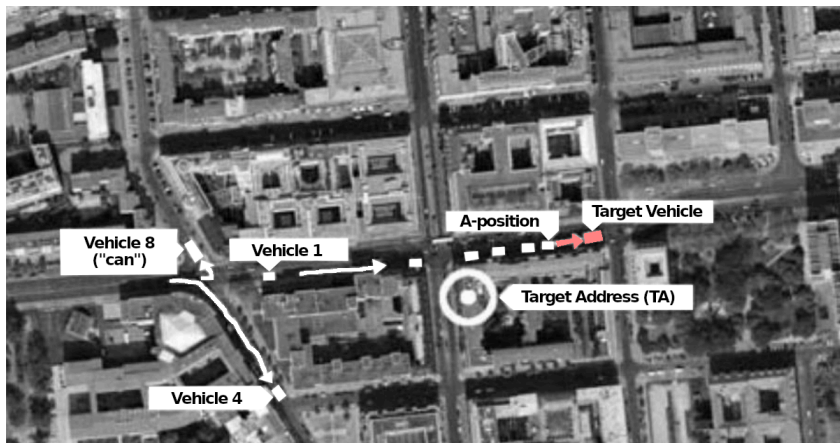 A-position
Target Vehicle
Vehicle 8
("can")
Vehicle 1
Target Address (TA)
Vehicle 4